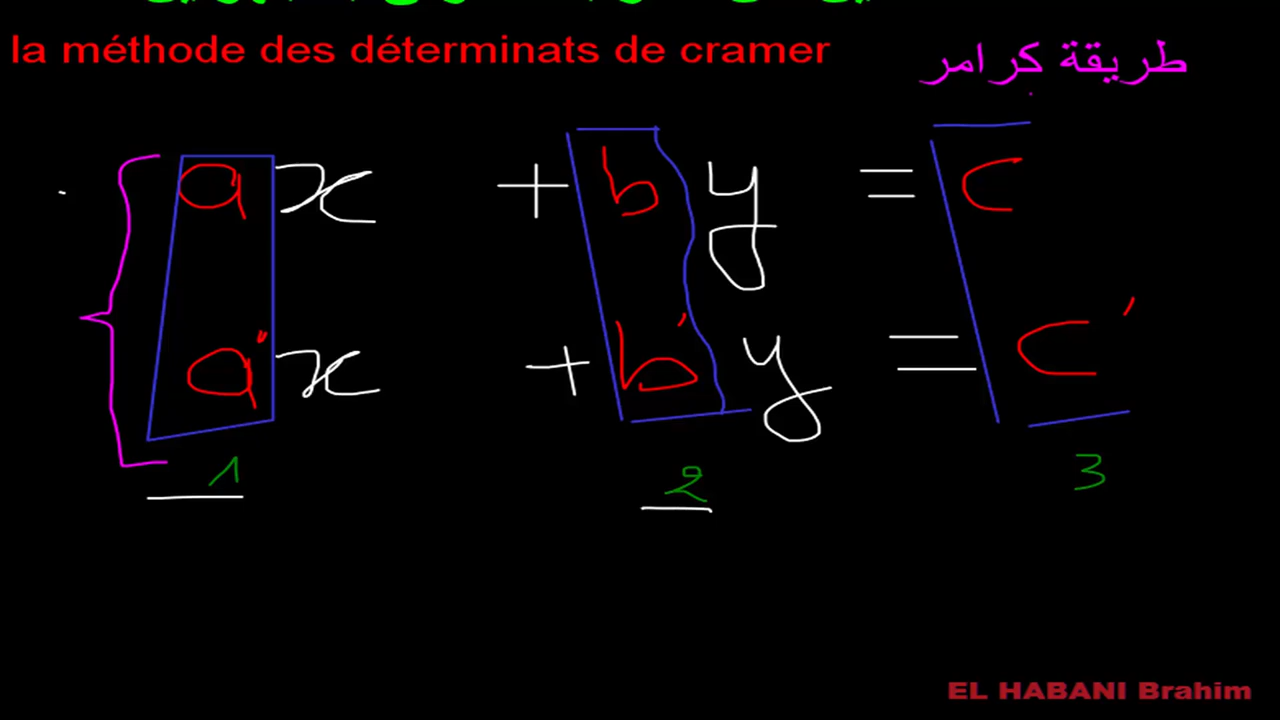 la méthode des déterminats de cramer
طريقة كرامر
ax + by = c
a'x + b'y = c'
1 2 3
EL HABANI Brahim